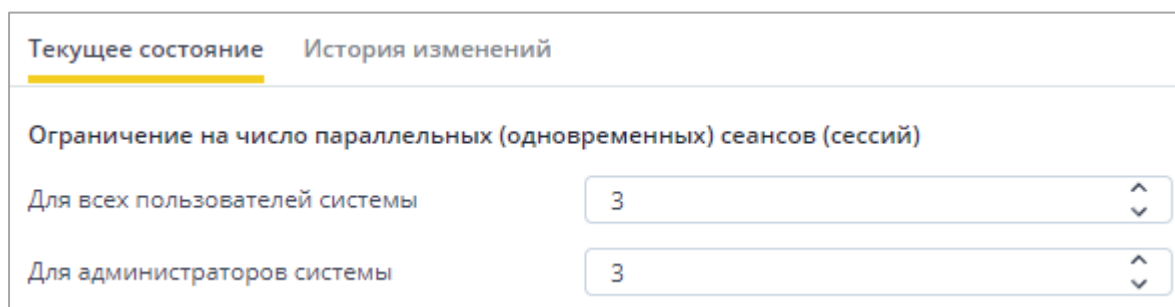 Текущее состояние История изменений
Ограничение на число параллельных (одновременных) сеансов (сессий)
Для всех пользователей системы 3
Для администраторов системы 3